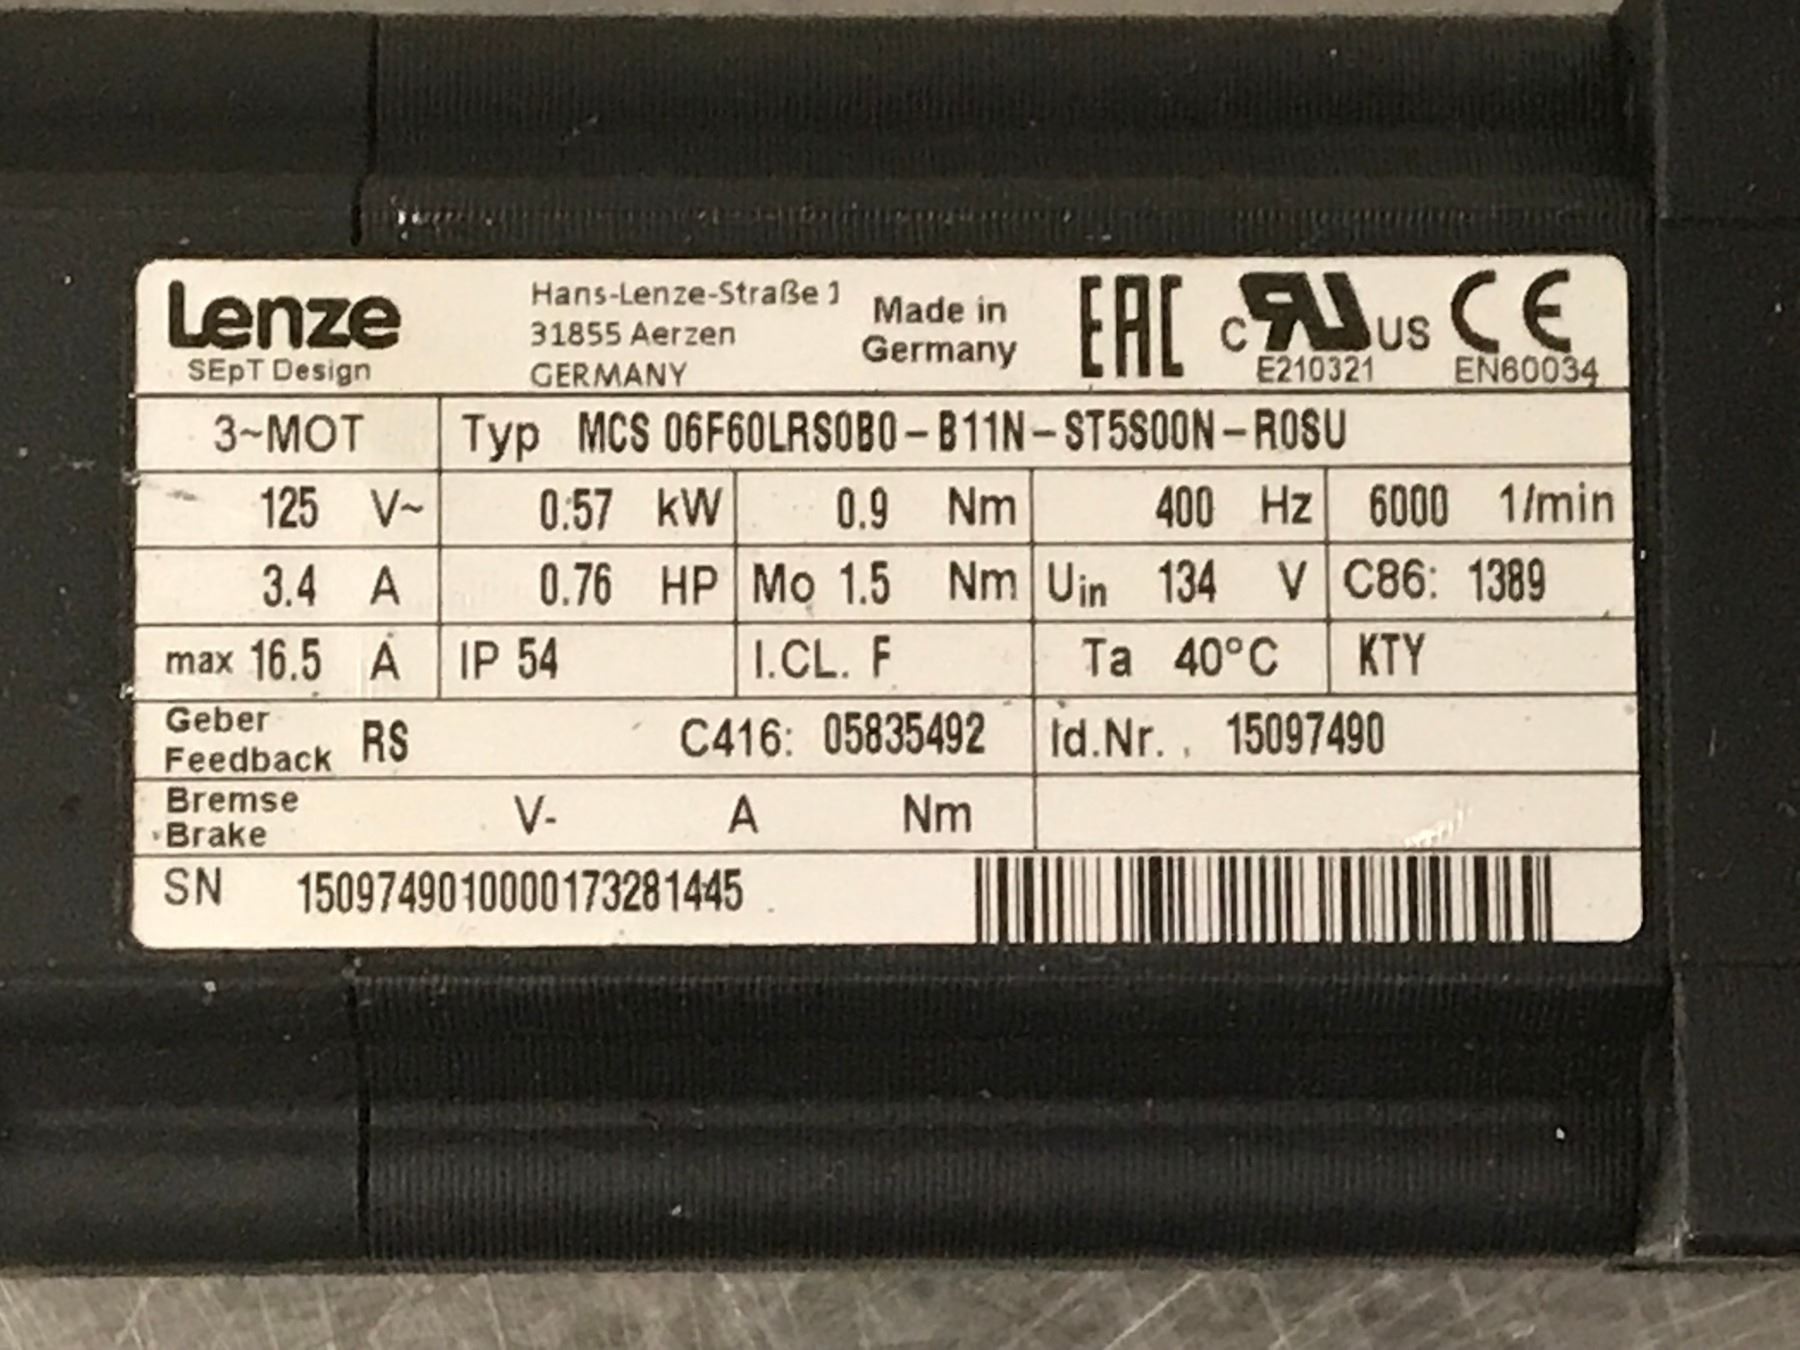 Lenze
SEpT Design
Hans-Lenze-Straße 1
31855 Aerzen
GERMANY
Made in
Germany
EAC
C RU US
E210321
CE
EN60034
3~MOT Typ MCS 06F60LRS0B0-B11N-ST5S00N-R0SU
125 V~ 0.57 kW 0.9 Nm 400 Hz 6000 1/min
3.4 A 0.76 HP Mo 1.5 Nm Uin 134 V C86: 1389
max 16.5 A IP 54 I.CL. F Ta 40°C KTY
Geber
Feedback RS C416: 05835492 Id.Nr. 15097490
Bremse
Brake V- A Nm
SN 1509749010000173281445